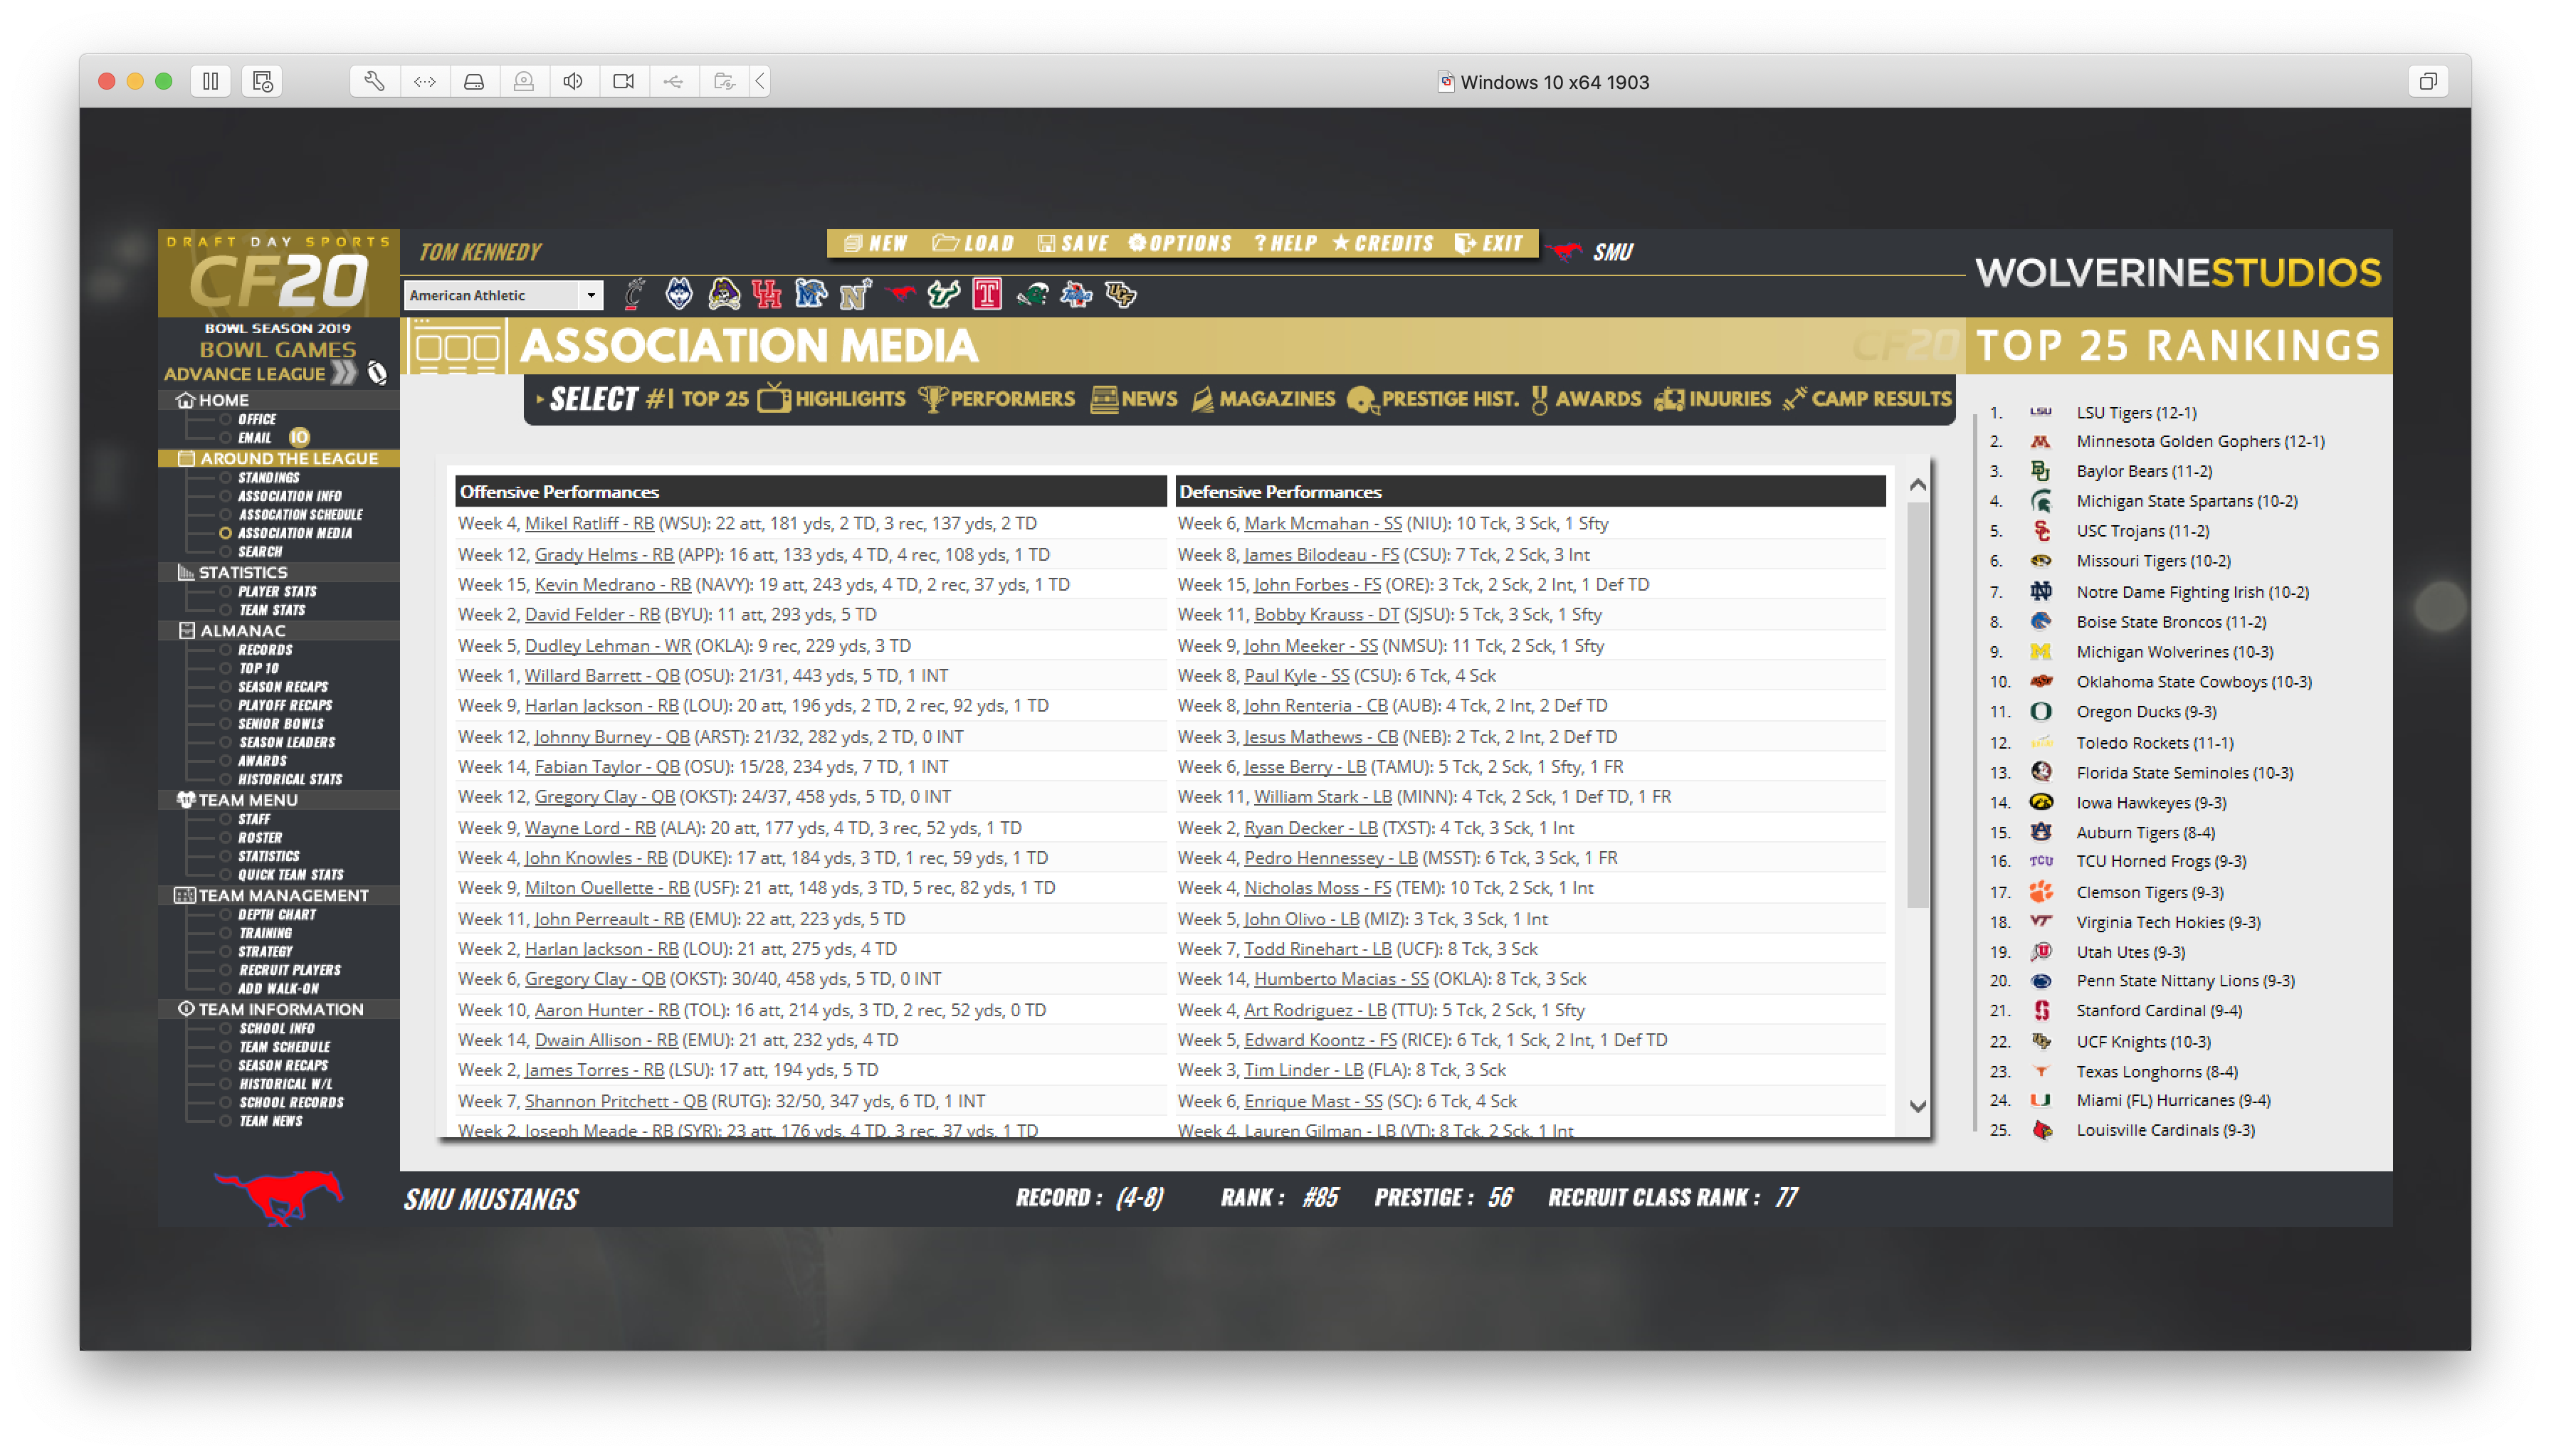 Windows 10 x64 1903
DRAFT DAY SPORTS
CF20
TOM KENNEDY
NEW LOAD SAVE OPTIONS ? HELP CREDITS EXIT
SMU
WOLVERINESTUDIOS
American Athletic
BOWL SEASON 2019
BOWL GAMES
ADVANCE LEAGUE
ASSOCIATION MEDIA
CF20
TOP 25 RANKINGS
SELECT #1 TOP 25 HIGHLIGHTS PERFORMERS NEWS MAGAZINES PRESTIGE HIST. AWARDS INJURIES CAMP RESULTS
HOME
OFFICE
EMAIL 10
AROUND THE LEAGUE
STANDINGS
ASSOCIATION INFO
ASSOCATION SCHEDULE
ASSOCIATION MEDIA
SEARCH
STATISTICS
PLAYER STATS
TEAM STATS
ALMANAC
RECORDS
TOP 10
SEASON RECAPS
PLAYOFF RECAPS
SENIOR BOWLS
SEASON LEADERS
AWARDS
HISTORICAL STATS
TEAM MENU
STAFF
ROSTER
STATISTICS
QUICK TEAM STATS
TEAM MANAGEMENT
DEPTH CHART
TRAINING
STRATEGY
RECRUIT PLAYERS
ADD WALK-ON
TEAM INFORMATION
SCHOOL INFO
TEAM SCHEDULE
SEASON RECAPS
HISTORICAL W/L
SCHOOL RECORDS
TEAM NEWS
Offensive Performances
Week 4, Mikel Ratliff - RB (WSU): 22 att, 181 yds, 2 TD, 3 rec, 137 yds, 2 TD
Week 12, Grady Helms - RB (APP): 16 att, 133 yds, 4 TD, 4 rec, 108 yds, 1 TD
Week 15, Kevin Medrano - RB (NAVY): 19 att, 243 yds, 4 TD, 2 rec, 37 yds, 1 TD
Week 2, David Felder - RB (BYU): 11 att, 293 yds, 5 TD
Week 5, Dudley Lehman - WR (OKLA): 9 rec, 229 yds, 3 TD
Week 1, Willard Barrett - QB (OSU): 21/31, 443 yds, 5 TD, 1 INT
Week 9, Harlan Jackson - RB (LOU): 20 att, 196 yds, 2 TD, 2 rec, 92 yds, 1 TD
Week 12, Johnny Burney - QB (ARST): 21/32, 282 yds, 2 TD, 0 INT
Week 14, Fabian Taylor - QB (OSU): 15/28, 234 yds, 7 TD, 1 INT
Week 12, Gregory Clay - QB (OKST): 24/37, 458 yds, 5 TD, 0 INT
Week 9, Wayne Lord - RB (ALA): 20 att, 177 yds, 4 TD, 3 rec, 52 yds, 1 TD
Week 4, John Knowles - RB (DUKE): 17 att, 184 yds, 3 TD, 1 rec, 59 yds, 1 TD
Week 9, Milton Ouellette - RB (USF): 21 att, 148 yds, 3 TD, 5 rec, 82 yds, 1 TD
Week 11, John Perreault - RB (EMU): 22 att, 223 yds, 5 TD
Week 2, Harlan Jackson - RB (LOU): 21 att, 275 yds, 4 TD
Week 6, Gregory Clay - QB (OKST): 30/40, 458 yds, 5 TD, 0 INT
Week 10, Aaron Hunter - RB (TOL): 16 att, 214 yds, 3 TD, 2 rec, 52 yds, 0 TD
Week 14, Dwain Allison - RB (EMU): 21 att, 232 yds, 4 TD
Week 2, James Torres - RB (LSU): 17 att, 194 yds, 5 TD
Week 7, Shannon Pritchett - QB (RUTG): 32/50, 347 yds, 6 TD, 1 INT
Week 2, Joseph Meade - RB (SYR): 23 att, 176 yds, 4 TD, 3 rec, 37 yds, 1 TD
Defensive Performances
Week 6, Mark Mcmahan - SS (NIU): 10 Tck, 3 Sck, 1 Sfty
Week 8, James Bilodeau - FS (CSU): 7 Tck, 2 Sck, 3 Int
Week 15, John Forbes - FS (ORE): 3 Tck, 2 Sck, 2 Int, 1 Def TD
Week 11, Bobby Krauss - DT (SJSU): 5 Tck, 3 Sck, 1 Sfty
Week 9, John Meeker - SS (NMSU): 11 Tck, 2 Sck, 1 Sfty
Week 8, Paul Kyle - SS (CSU): 6 Tck, 4 Sck
Week 8, John Renteria - CB (AUB): 4 Tck, 2 Int, 2 Def TD
Week 3, Jesus Mathews - CB (NEB): 2 Tck, 2 Int, 2 Def TD
Week 6, Jesse Berry - LB (TAMU): 5 Tck, 2 Sck, 1 Sfty, 1 FR
Week 11, William Stark - LB (MINN): 4 Tck, 2 Sck, 1 Def TD, 1 FR
Week 2, Ryan Decker - LB (TXST): 4 Tck, 3 Sck, 1 Int
Week 4, Pedro Hennessey - LB (MSST): 6 Tck, 3 Sck, 1 FR
Week 4, Nicholas Moss - FS (TEM): 10 Tck, 2 Sck, 1 Int
Week 5, John Olivo - LB (MIZ): 3 Tck, 3 Sck, 1 Int
Week 7, Todd Rinehart - LB (UCF): 8 Tck, 3 Sck
Week 14, Humberto Macias - SS (OKLA): 8 Tck, 3 Sck
Week 4, Art Rodriguez - LB (TTU): 5 Tck, 2 Sck, 1 Sfty
Week 5, Edward Koontz - FS (RICE): 6 Tck, 1 Sck, 2 Int, 1 Def TD
Week 3, Tim Linder - LB (FLA): 8 Tck, 3 Sck
Week 6, Enrique Mast - SS (SC): 6 Tck, 4 Sck
Week 4, Lauren Gilman - LB (VT): 8 Tck, 2 Sck, 1 Int
1. LSU LSU Tigers (12-1)
2. Minnesota Golden Gophers (12-1)
3. Baylor Bears (11-2)
4. Michigan State Spartans (10-2)
5. USC Trojans (11-2)
6. Missouri Tigers (10-2)
7. Notre Dame Fighting Irish (10-2)
8. Boise State Broncos (11-2)
9. Michigan Wolverines (10-3)
10. Oklahoma State Cowboys (10-3)
11. Oregon Ducks (9-3)
12. Toledo Rockets (11-1)
13. Florida State Seminoles (10-3)
14. Iowa Hawkeyes (9-3)
15. Auburn Tigers (8-4)
16. TCU TCU Horned Frogs (9-3)
17. Clemson Tigers (9-3)
18. Virginia Tech Hokies (9-3)
19. Utah Utes (9-3)
20. Penn State Nittany Lions (9-3)
21. Stanford Cardinal (9-4)
22. UCF Knights (10-3)
23. Texas Longhorns (8-4)
24. Miami (FL) Hurricanes (9-4)
25. Louisville Cardinals (9-3)
SMU MUSTANGS
RECORD : (4-8) RANK : #85 PRESTIGE : 56 RECRUIT CLASS RANK : 77